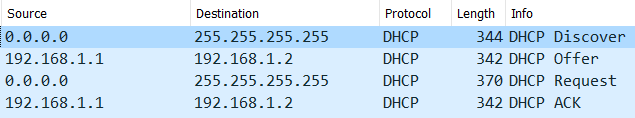 Source Destination Protocol Length Info
0.0.0.0 255.255.255.255 DHCP 344 DHCP Discover
192.168.1.1 192.168.1.2 DHCP 342 DHCP Offer
0.0.0.0 255.255.255.255 DHCP 370 DHCP Request
192.168.1.1 192.168.1.2 DHCP 342 DHCP ACK